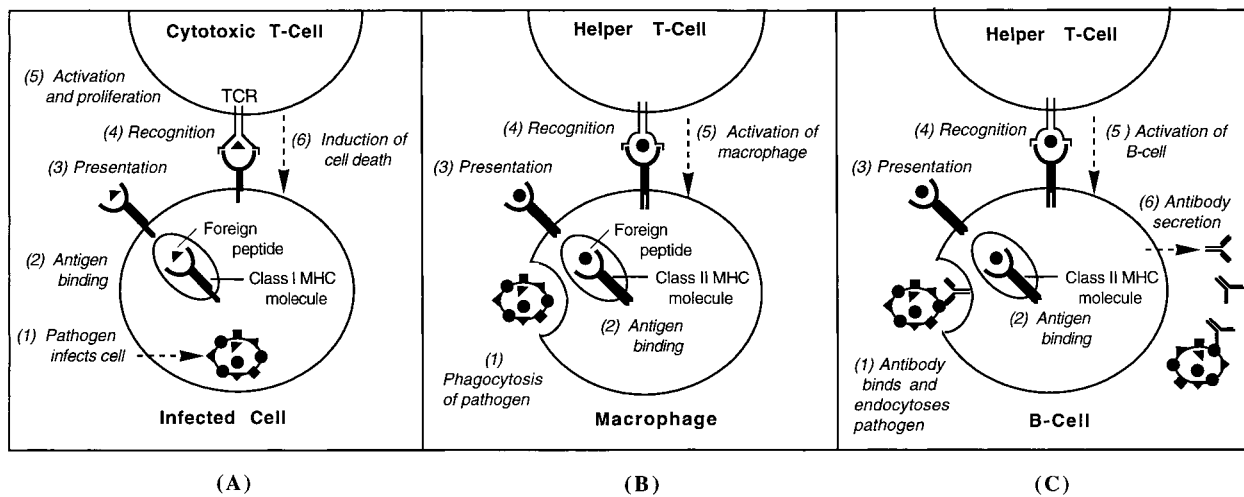 Cytotoxic T-Cell
(5) Activation
and proliferation
TCR
(4) Recognition
(6) Induction of
cell death
(3) Presentation
Foreign
peptide
(2) Antigen
binding
Class I MHC
molecule
(1) Pathogen
infects cell
Infected Cell
(A)
Helper T-Cell
(4) Recognition
(5) Activation of
macrophage
(3) Presentation
Foreign
peptide
Class II MHC
molecule
(2) Antigen
binding
(1)
Phagocytosis
of pathogen
Macrophage
(B)
Helper T-Cell
(4) Recognition
(5) Activation of
B-cell
(3) Presentation
(6) Antibody
secretion
Class II MHC
molecule
(2) Antigen
binding
(1) Antibody
binds and
endocytoses
pathogen
B-Cell
(C)